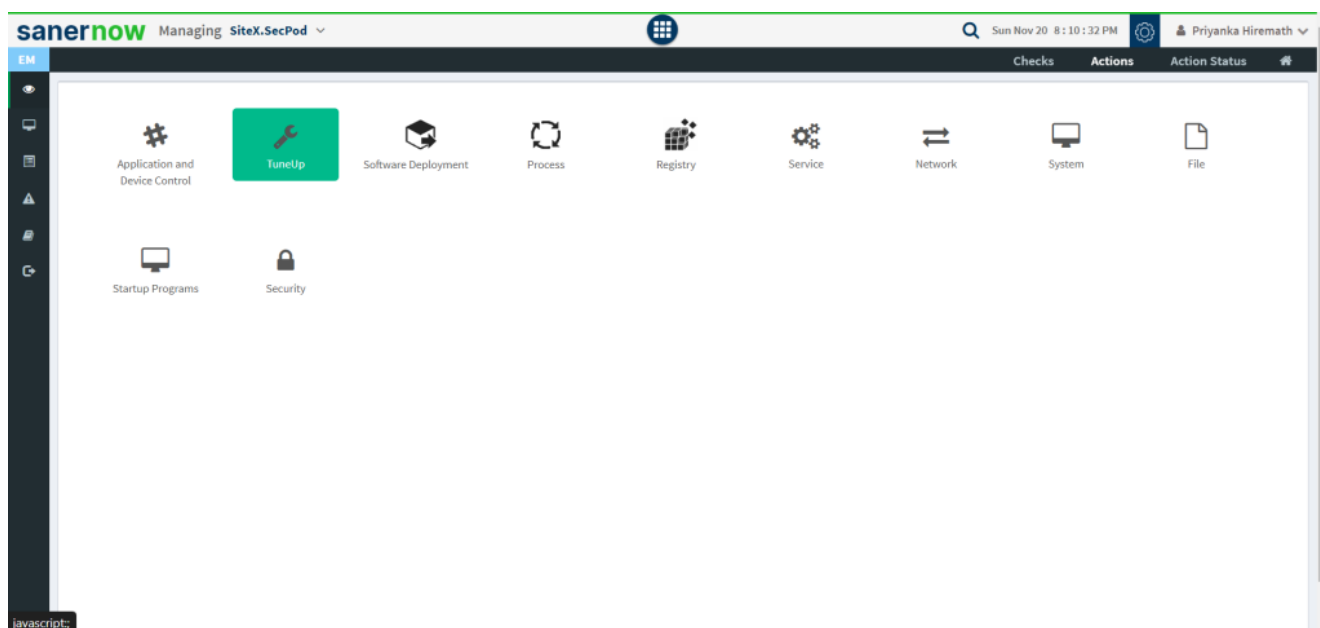 sanernow Managing SiteX.SecPod Sun Nov 20 8:10:32 PM Priyanka Hiremath
EM Checks Actions Action Status
Application and TuneUp Software Deployment Process Registry Service Network System File
Device Control
Startup Programs Security
javascript:;